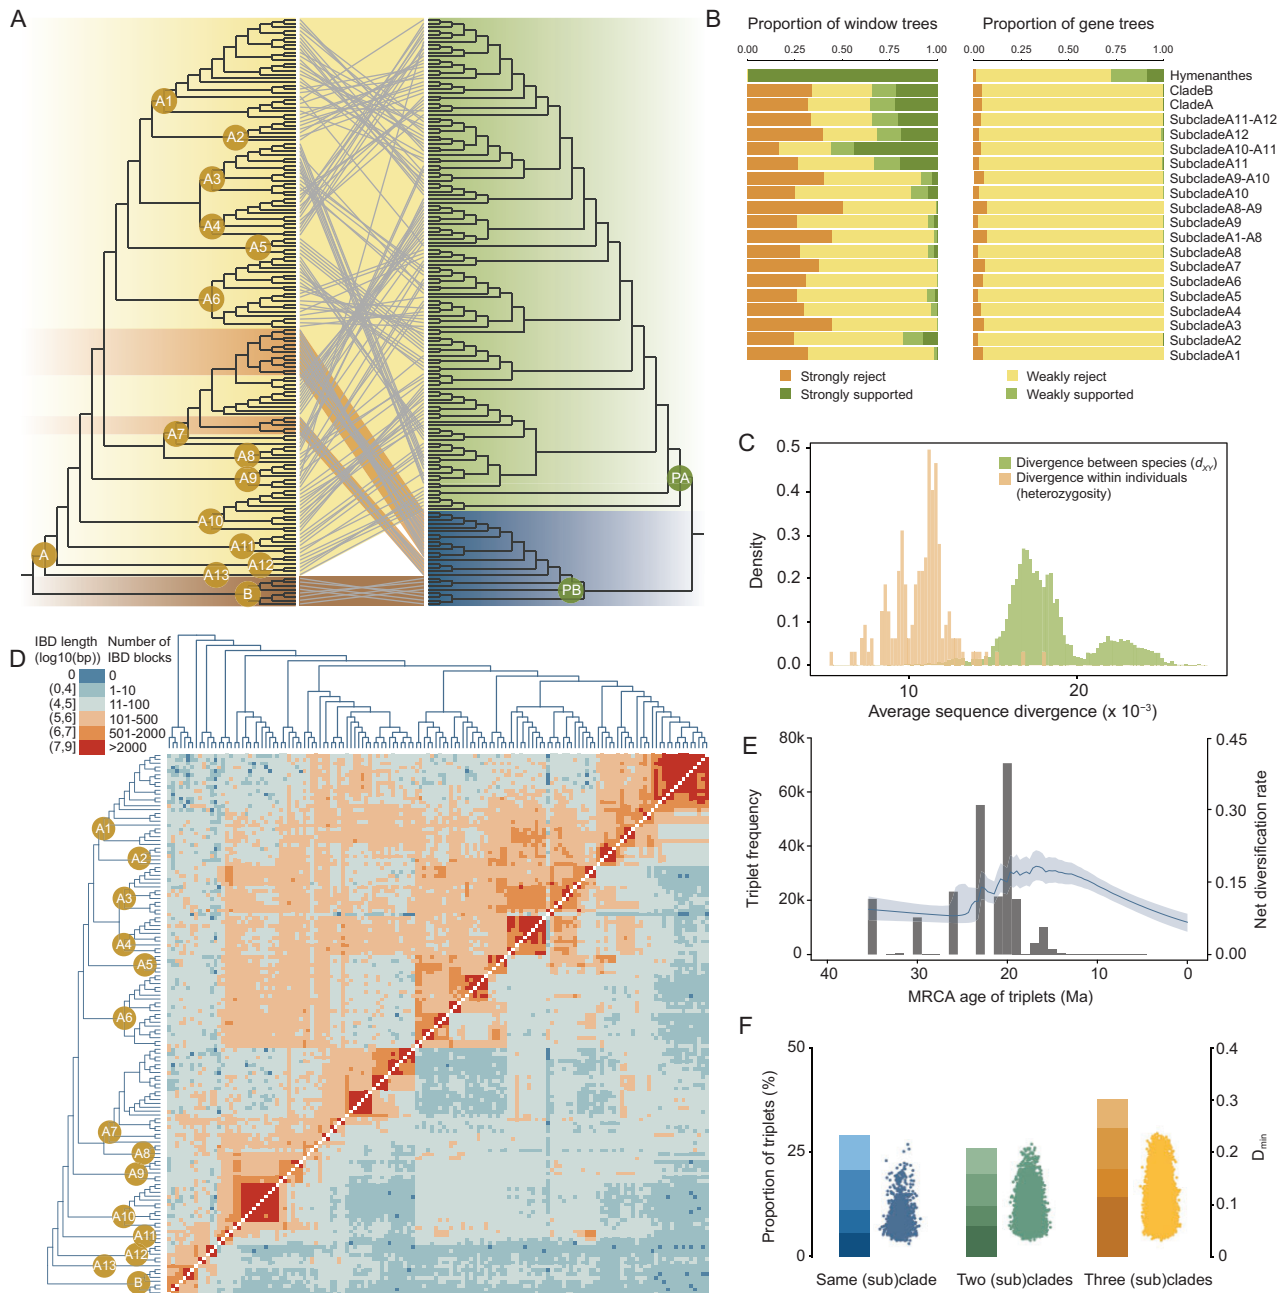 A
A1
A2
A3
A4
A5
A6
A7
A8
A9
A10
A11
A12
A13
A
B
PA
PB
B
Proportion of window trees
Proportion of gene trees
0.00 0.25 0.50 0.75 1.00
0.00 0.25 0.50 0.75 1.00
Hymenanthes
CladeB
CladeA
SubcladeA11-A12
SubcladeA12
SubcladeA10-A11
SubcladeA11
SubcladeA9-A10
SubcladeA10
SubcladeA8-A9
SubcladeA9
SubcladeA1-A8
SubcladeA8
SubcladeA7
SubcladeA6
SubcladeA5
SubcladeA4
SubcladeA3
SubcladeA2
SubcladeA1
Strongly reject
Weakly reject
Strongly supported
Weakly supported
C
0.5
0.4
0.3
0.2
0.1
0.0
Density
Divergence between species (dXY)
Divergence within individuals
(heterozygosity)
10 20
Average sequence divergence (x 10⁻³)
D
IBD length
(log10(bp))
Number of
IBD blocks
0 0
(0,4] 1-10
(4,5] 11-100
(5,6] 101-500
(6,7] 501-2000
(7,9] >2000
A1
A2
A3
A4
A5
A6
A7
A8
A9
A10
A11
A12
A13
B
E
80k
60k
40k
20k
0
Triplet frequency
0.45
0.30
0.15
0.00
Net diversification rate
40 30 20 10 0
MRCA age of triplets (Ma)
F
50
25
0
Proportion of triplets (%)
0.4
0.3
0.2
0.1
0
Dmin
Same (sub)clade Two (sub)clades Three (sub)clades